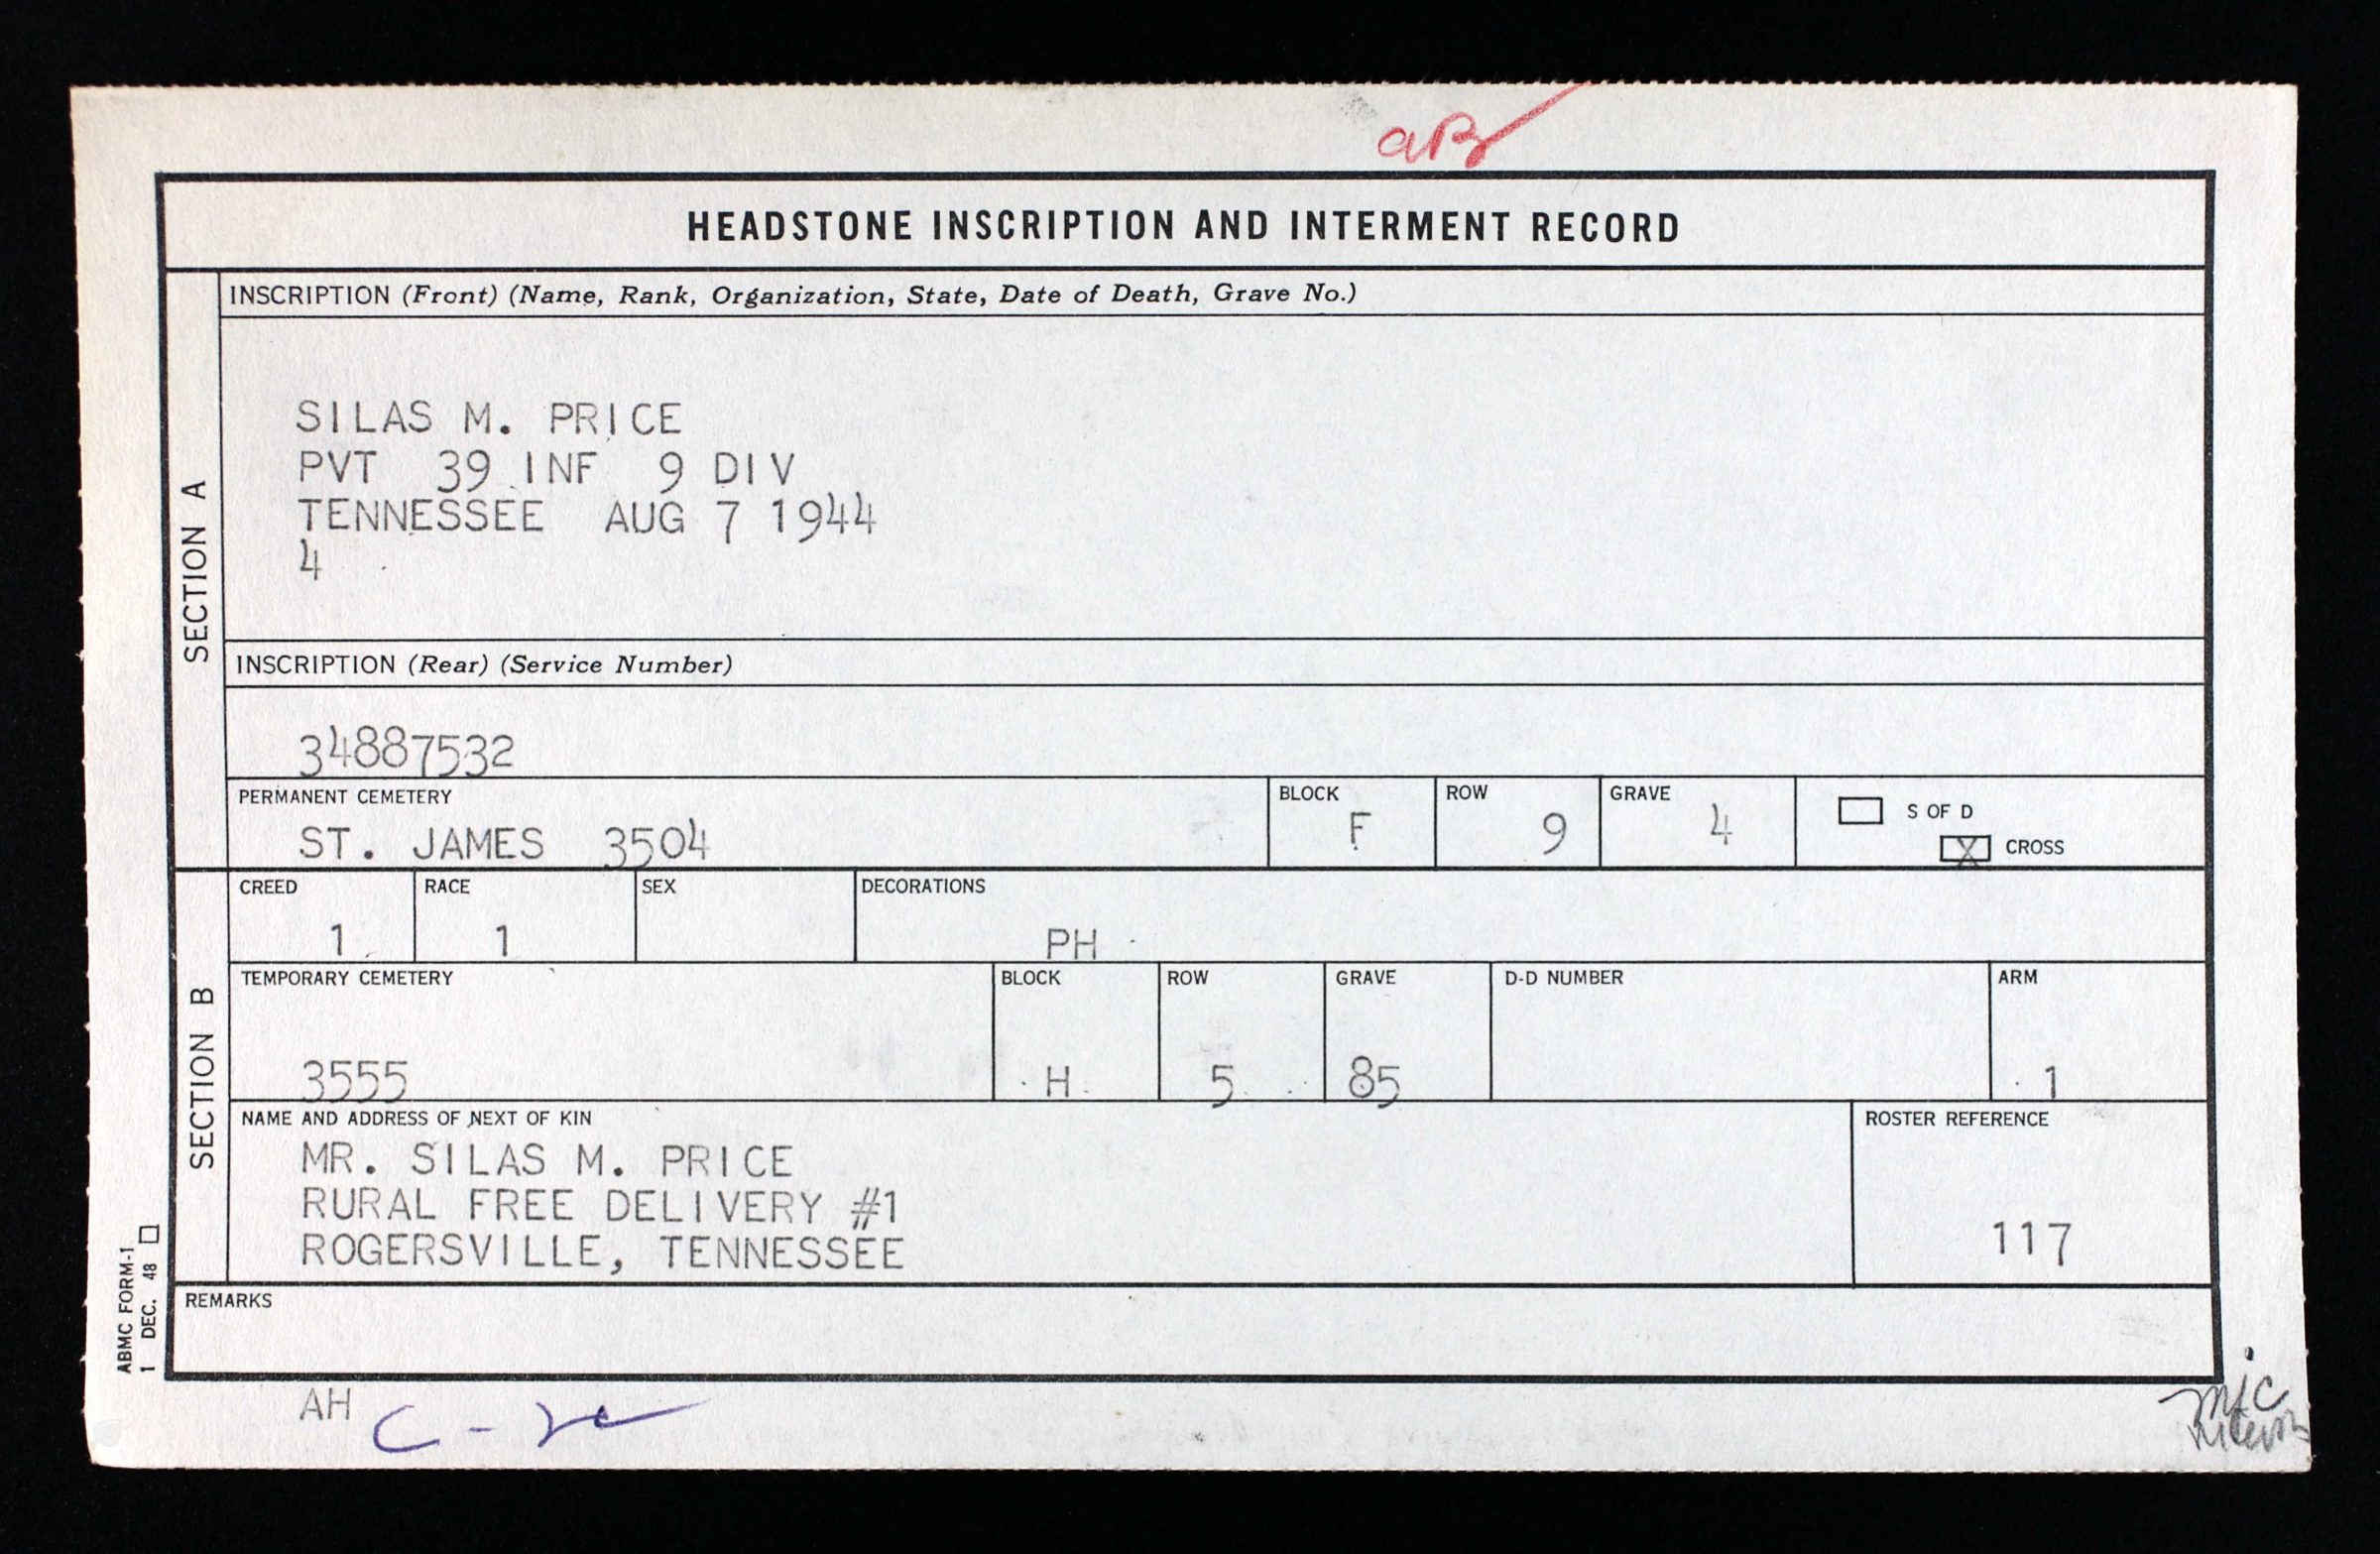 aB
HEADSTONE INSCRIPTION AND INTERMENT RECORD
SECTION A
INSCRIPTION (Front) (Name, Rank, Organization, State, Date of Death, Grave No.)
SILAS M. PRICE
PVT 39 INF 9 DIV
TENNESSEE AUG 7 1944
4
INSCRIPTION (Rear) (Service Number)
34887532
PERMANENT CEMETERY
ST. JAMES 3504
BLOCK
F
ROW
9
GRAVE
4
S OF D
X CROSS
SECTION B
CREED
1
RACE
1
SEX
DECORATIONS
PH
TEMPORARY CEMETERY
3555
BLOCK
H
ROW
5
GRAVE
85
D-D NUMBER
ARM
1
NAME AND ADDRESS OF NEXT OF KIN
MR. SILAS M. PRICE
RURAL FREE DELIVERY #1
ROGERSVILLE, TENNESSEE
ROSTER REFERENCE
117
REMARKS
ABMC FORM-1
1 DEC. 48
AH